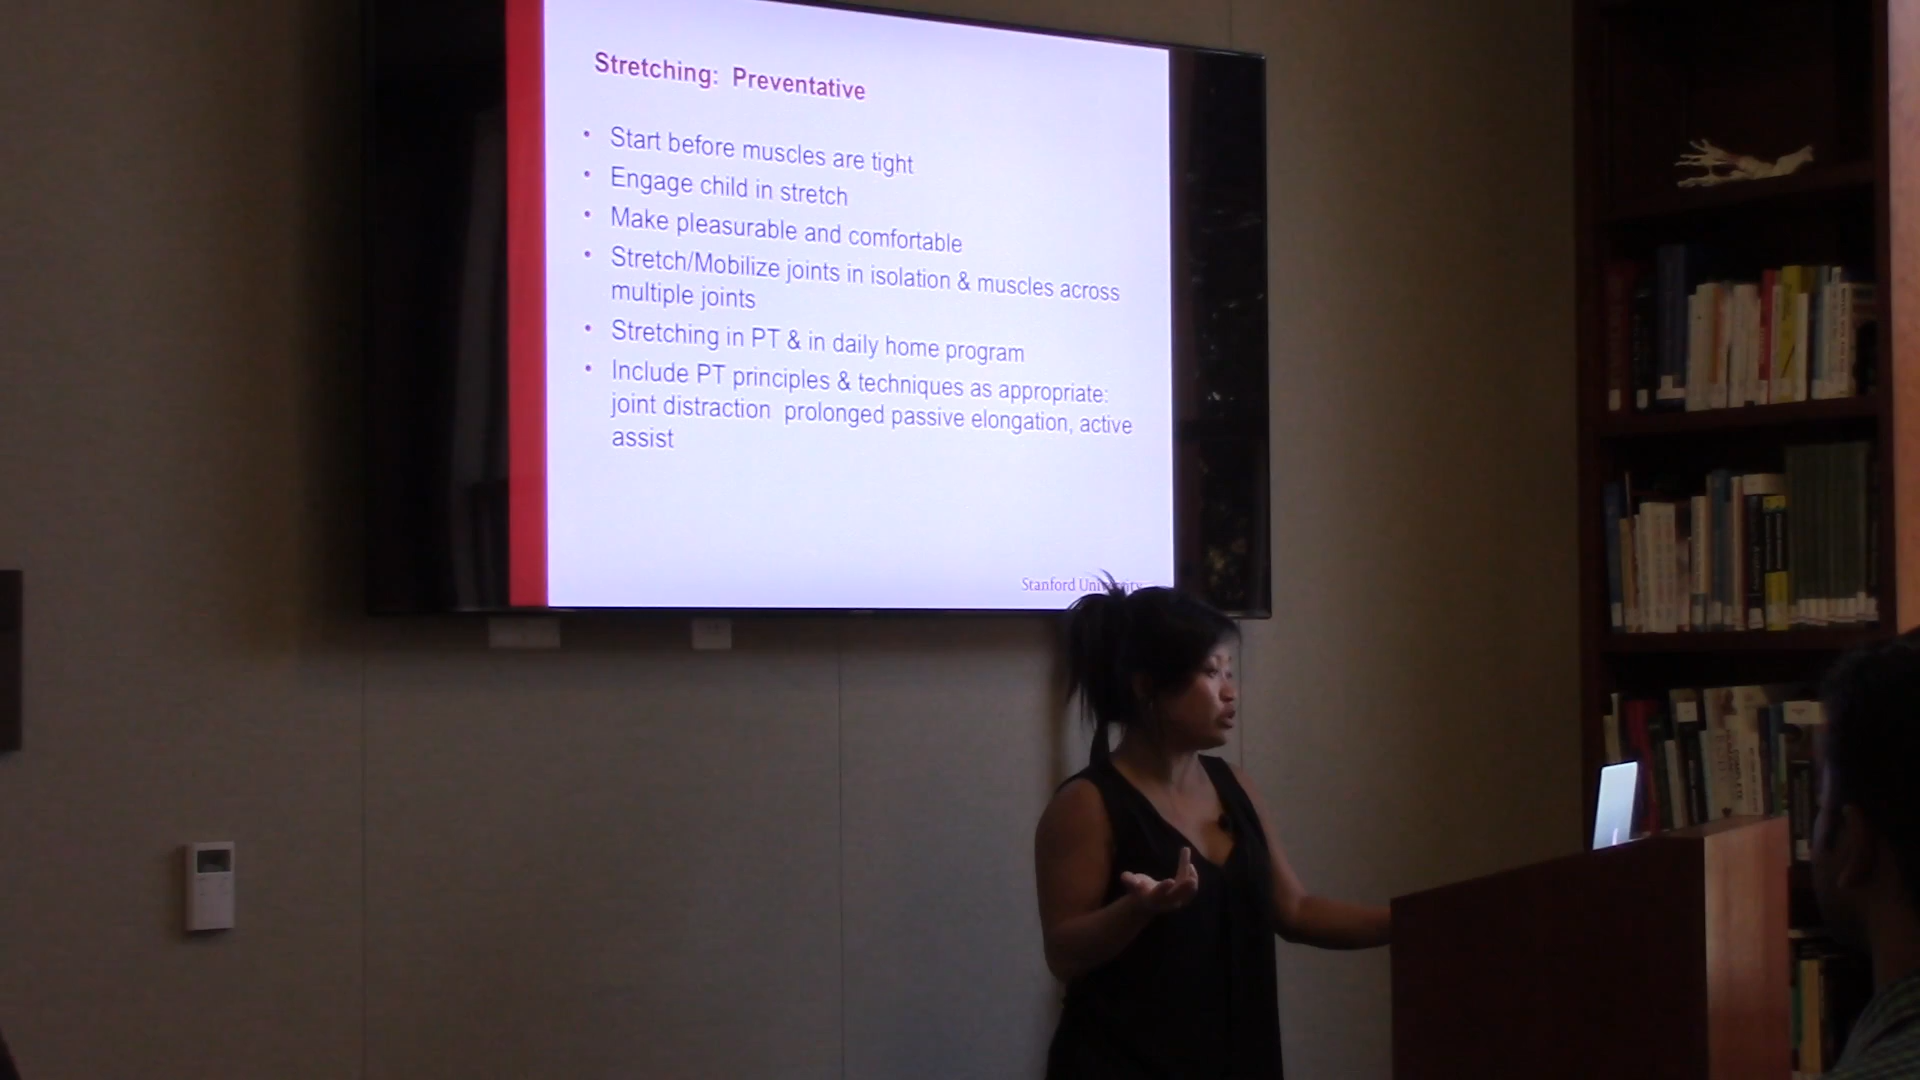 Stretching: Preventative
• Start before muscles are tight
• Engage child in stretch
• Make pleasurable and comfortable
• Stretch/Mobilize joints in isolation & muscles across
multiple joints
• Stretching in PT & in daily home program
• Include PT principles & techniques as appropriate:
joint distraction prolonged passive elongation, active
assist
Stanford